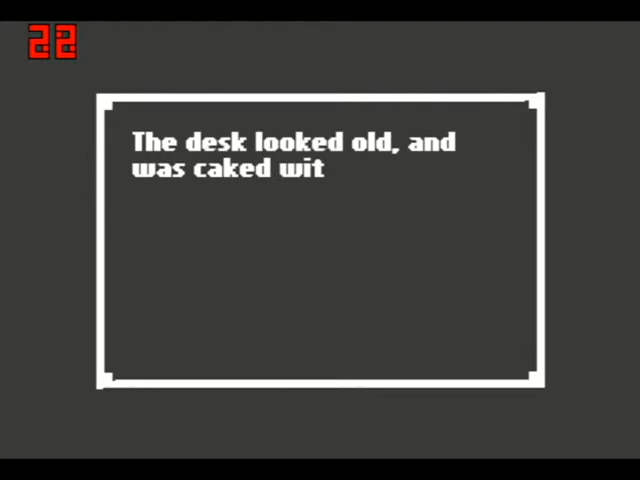 22
The desk looked old, and
was caked wit